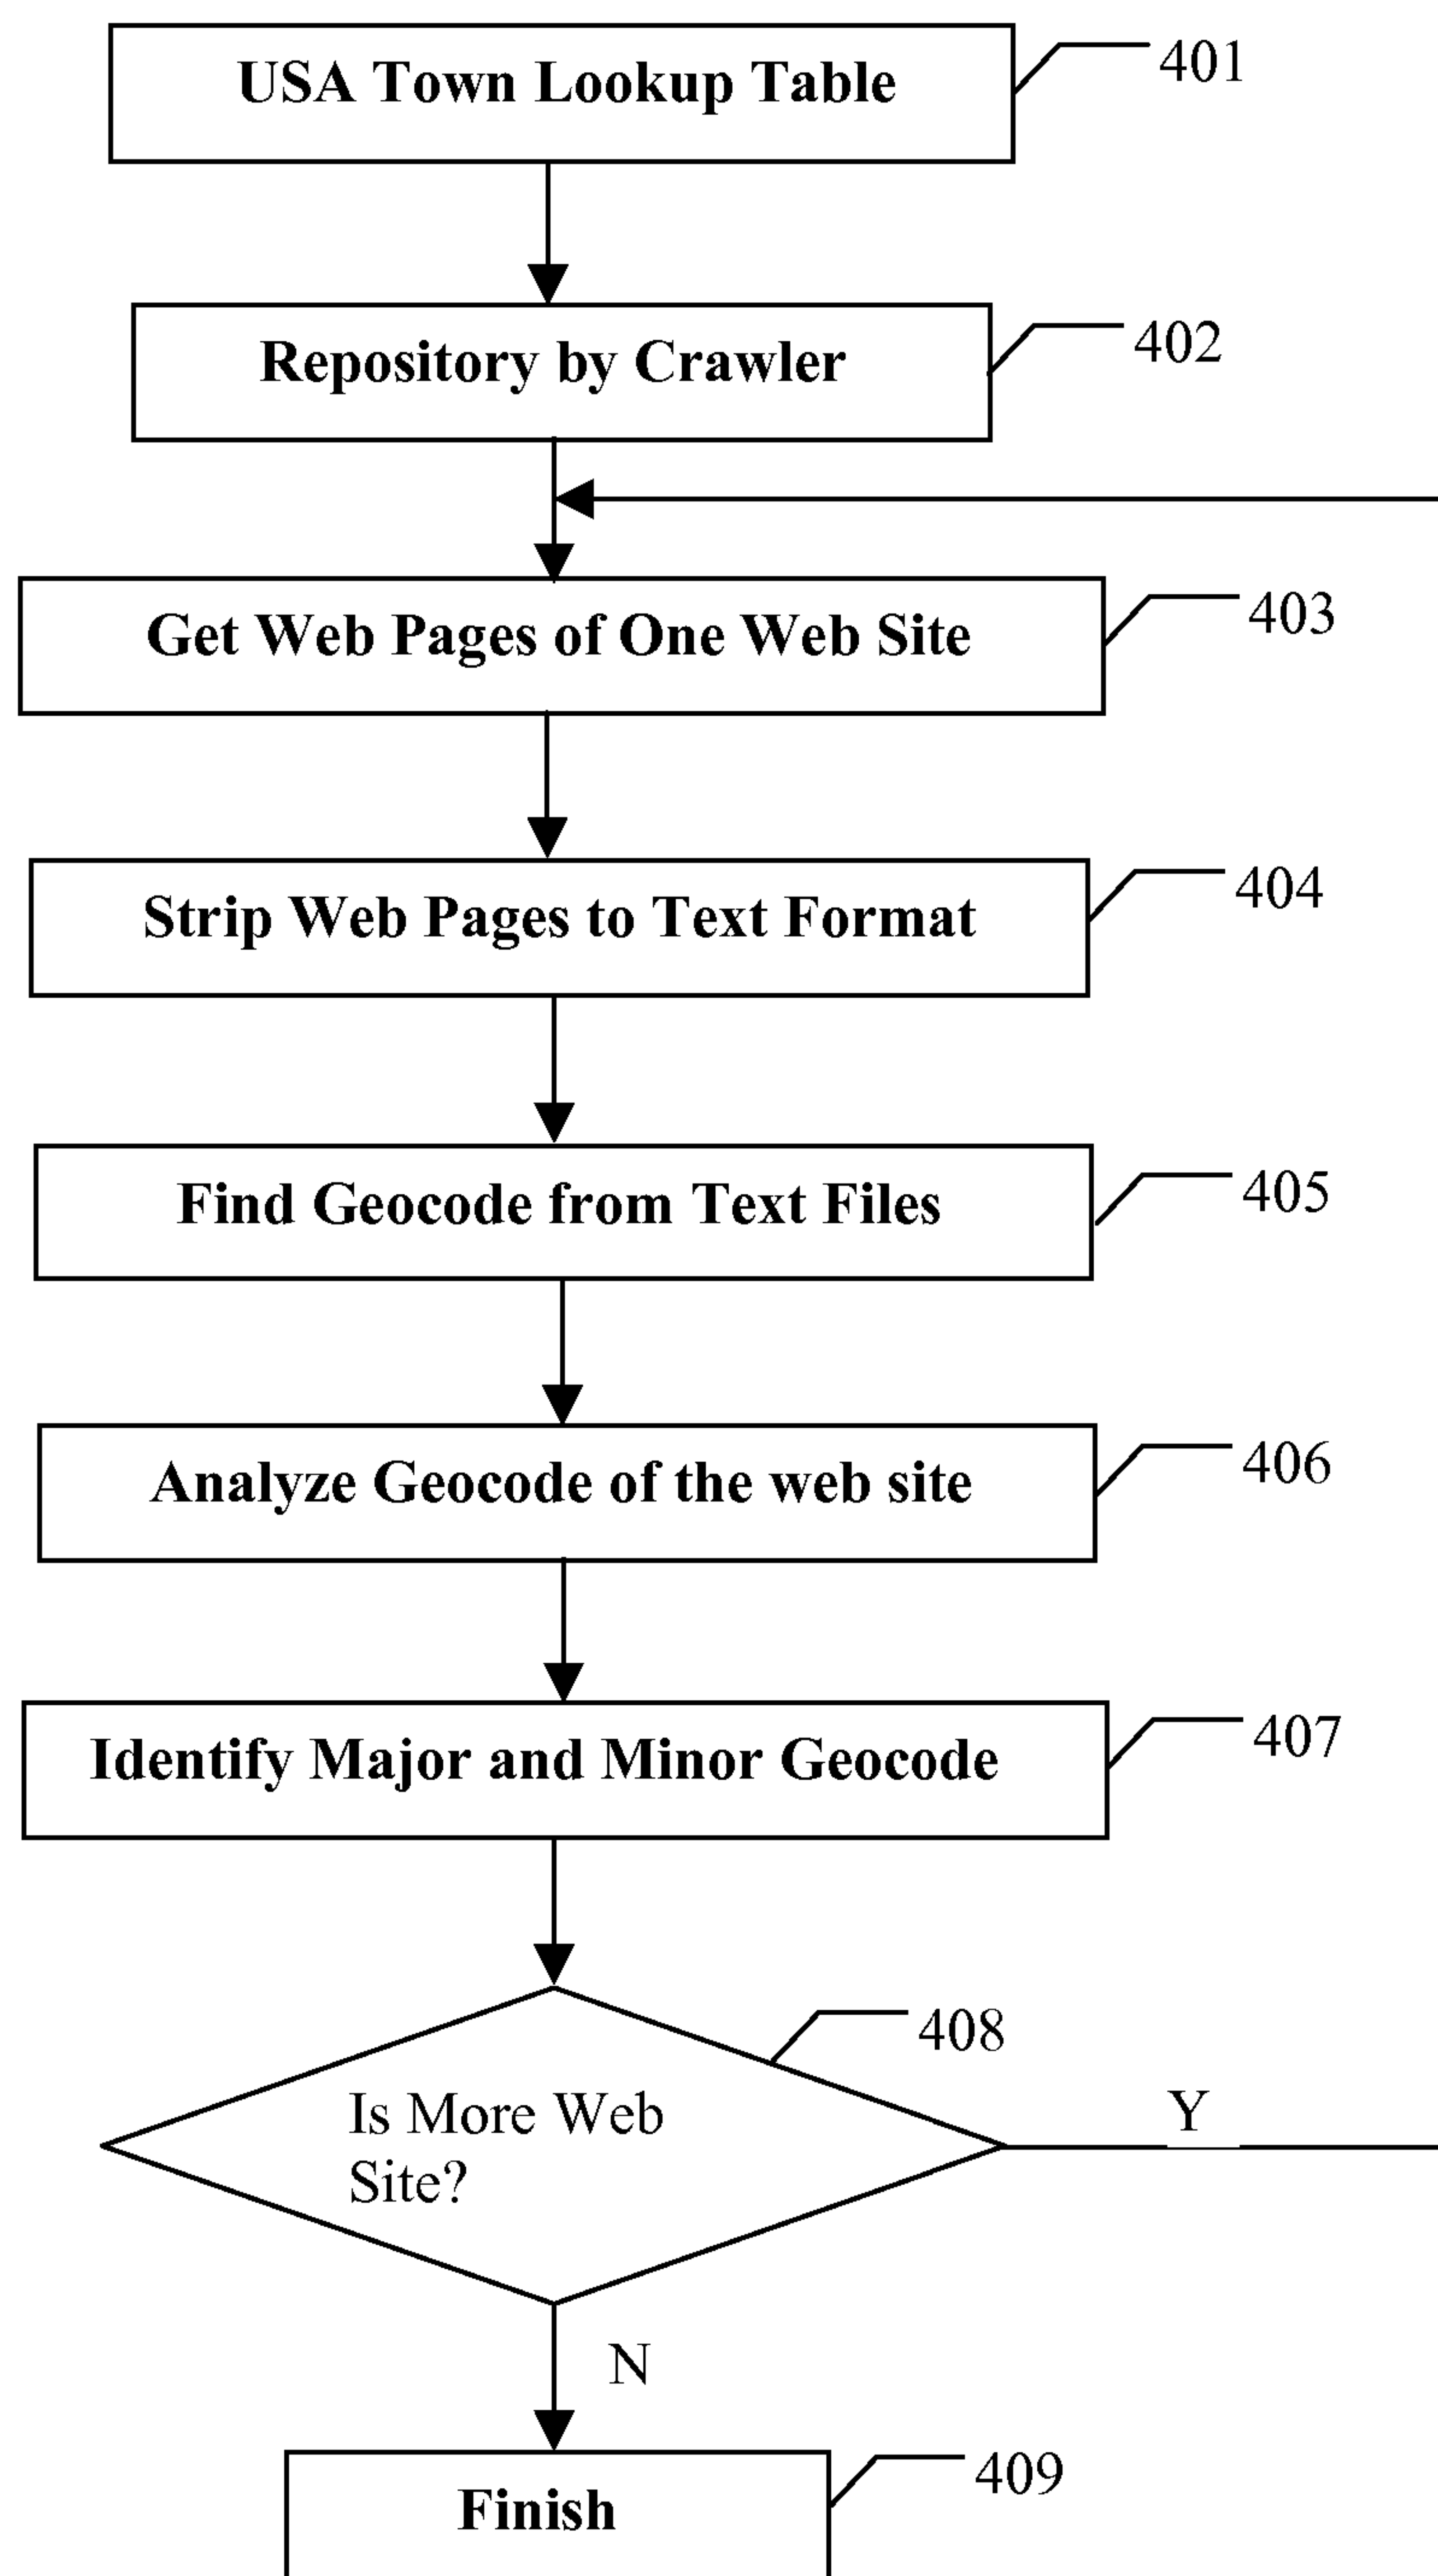 USA Town Lookup Table
401
Repository by Crawler
402
Get Web Pages of One Web Site
403
Strip Web Pages to Text Format
404
Find Geocode from Text Files
405
Analyze Geocode of the web site
406
Identify Major and Minor Geocode
407
408
Is More Web
Site?
Y
N
Finish
409